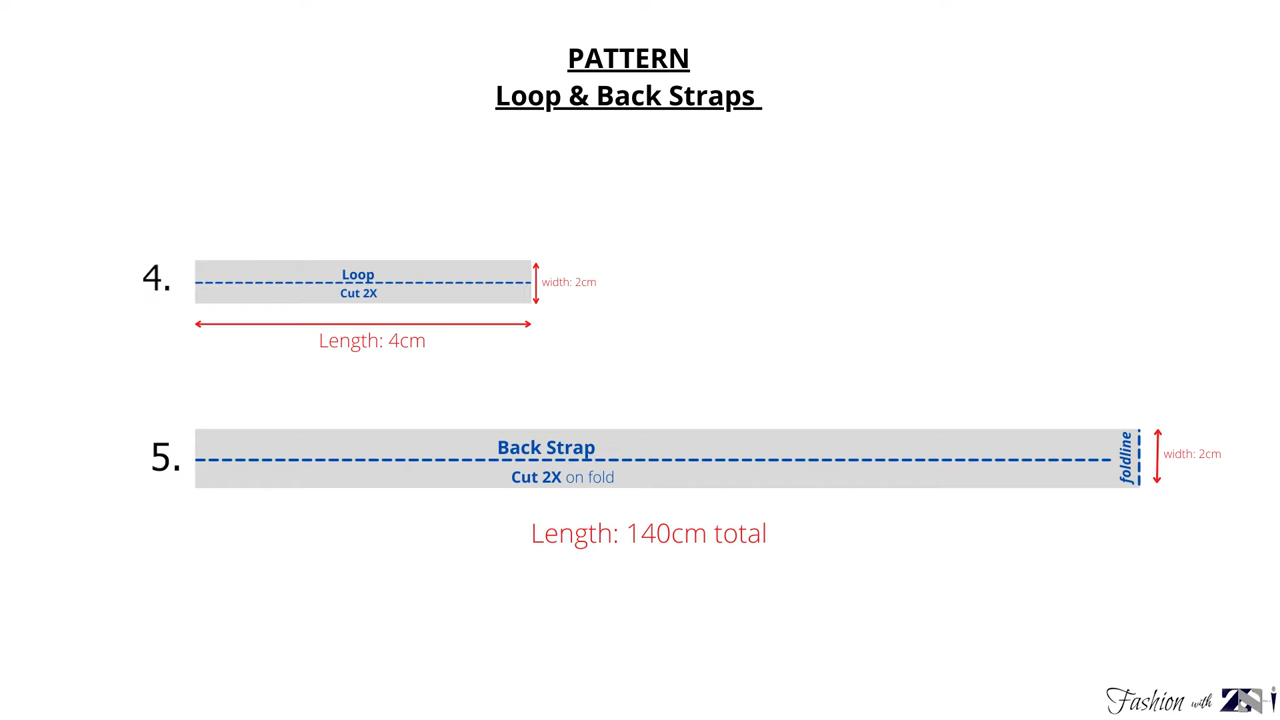 PATTERN
Loop & Back Straps
4.
Loop
Cut 2X
width: 2cm
Length: 4cm
5.
Back Strap
Cut 2X on fold
foldline
width: 2cm
Length: 140cm total
Fashion with